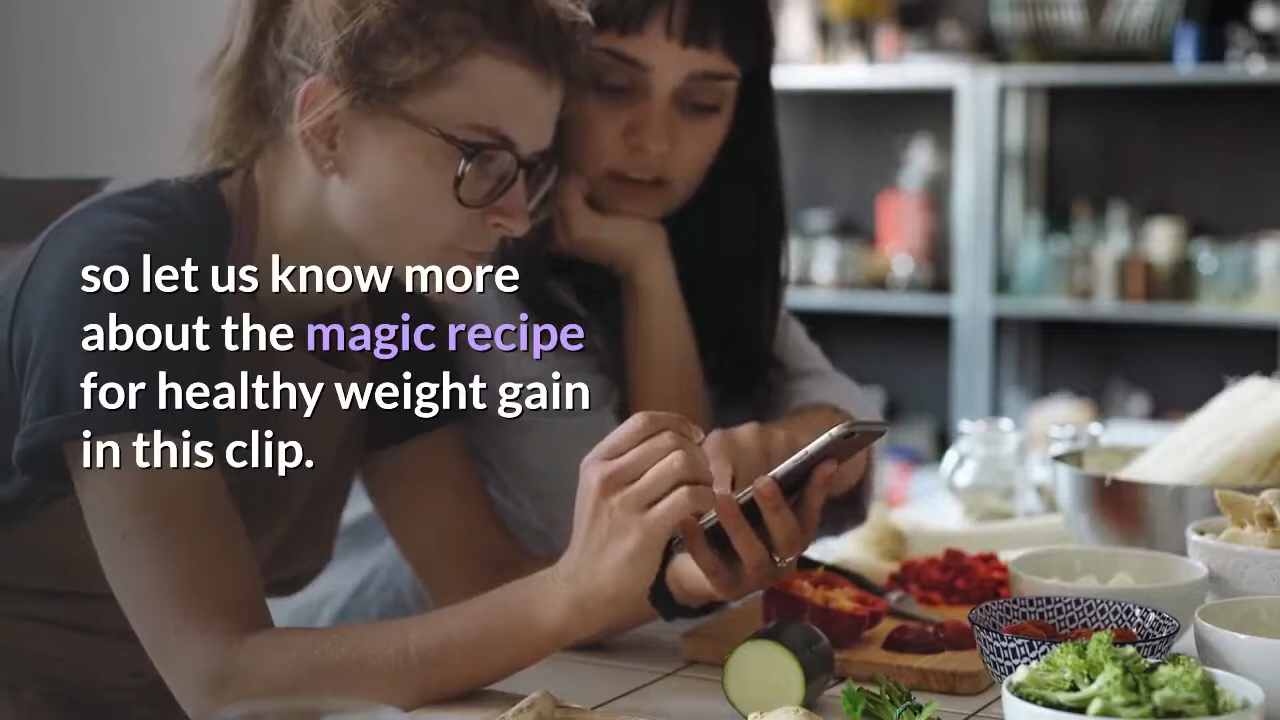 so let us know more
about the magic recipe
for healthy weight gain
in this clip.